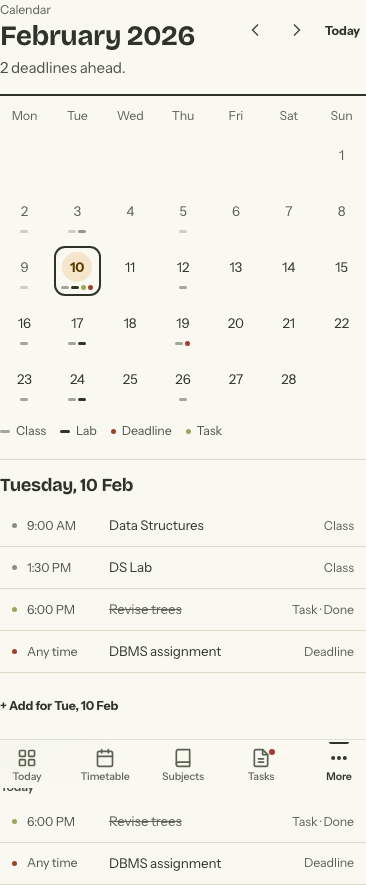 Calendar
February 2026
Today
2 deadlines ahead.
Mon Tue Wed Thu Fri Sat Sun
1
2 3 4 5 6 7 8
9 10 11 12 13 14 15
16 17 18 19 20 21 22
23 24 25 26 27 28
Class Lab Deadline Task
Tuesday, 10 Feb
9:00 AM Data Structures Class
1:30 PM DS Lab Class
6:00 PM Revise trees Task · Done
Any time DBMS assignment Deadline
+ Add for Tue, 10 Feb
Today Timetable Subjects Tasks More
Today
6:00 PM Revise trees Task · Done
Any time DBMS assignment Deadline